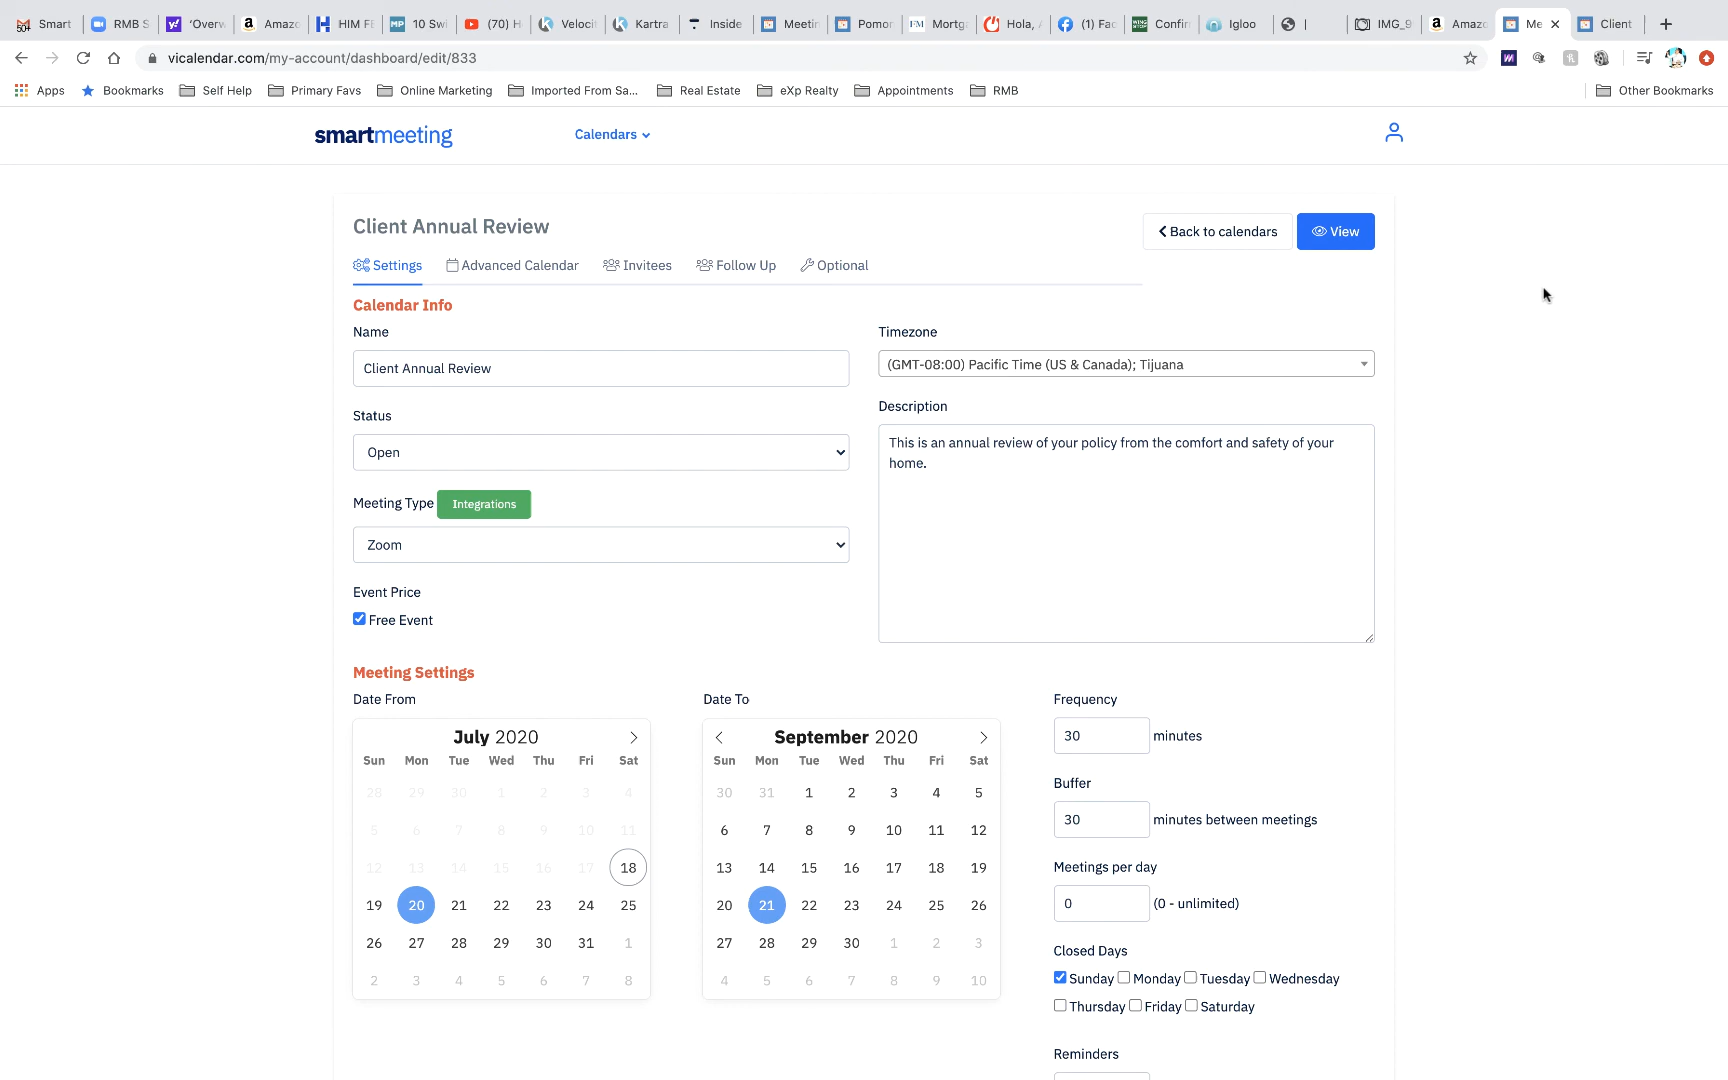 Smart RMB S 'Overv Amazo HIM FE 10 Swi (70) H Velocit Kartra Inside Meetin Pomor Mortga Hola, (1) Fac Confir Igloo IMG_9 Amazo Me Client
vicalendar.com/my-account/dashboard/edit/833
Apps Bookmarks Self Help Primary Favs Online Marketing Imported From Sa... Real Estate eXp Realty Appointments RMB Other Bookmarks
smartmeeting Calendars
Client Annual Review
Back to calendars View
Settings Advanced Calendar Invitees Follow Up Optional
Calendar Info
Name
Client Annual Review
Timezone
(GMT-08:00) Pacific Time (US & Canada); Tijuana
Status
Open
Description
This is an annual review of your policy from the comfort and safety of your
home.
Meeting Type Integrations
Zoom
Event Price
Free Event
Meeting Settings
Date From
July 2020
Sun Mon Tue Wed Thu Fri Sat
28 29 30 1 2 3 4
5 6 7 8 9 10 11
12 13 14 15 16 17 18
19 20 21 22 23 24 25
26 27 28 29 30 31 1
2 3 4 5 6 7 8
Date To
September 2020
Sun Mon Tue Wed Thu Fri Sat
30 31 1 2 3 4 5
6 7 8 9 10 11 12
13 14 15 16 17 18 19
20 21 22 23 24 25 26
27 28 29 30 1 2 3
4 5 6 7 8 9 10
Frequency
30 minutes
Buffer
30 minutes between meetings
Meetings per day
0 (0 - unlimited)
Closed Days
Sunday Monday Tuesday Wednesday
Thursday Friday Saturday
Reminders